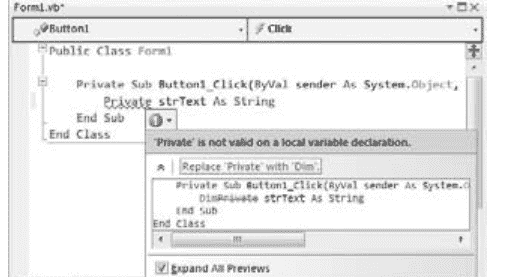 Form1.vb*
Button1 Click
Public Class Form1
Private Sub Button1_Click(ByVal sender As System.Object,
Private strText As String
End Sub
End Class
'Private' is not valid on a local variable declaration.
Replace 'Private' with 'Dim'.
Private Sub Button1_Click(ByVal sender As System.O
DimPrivate strText As String
End Sub
End Class
Expand All Previews